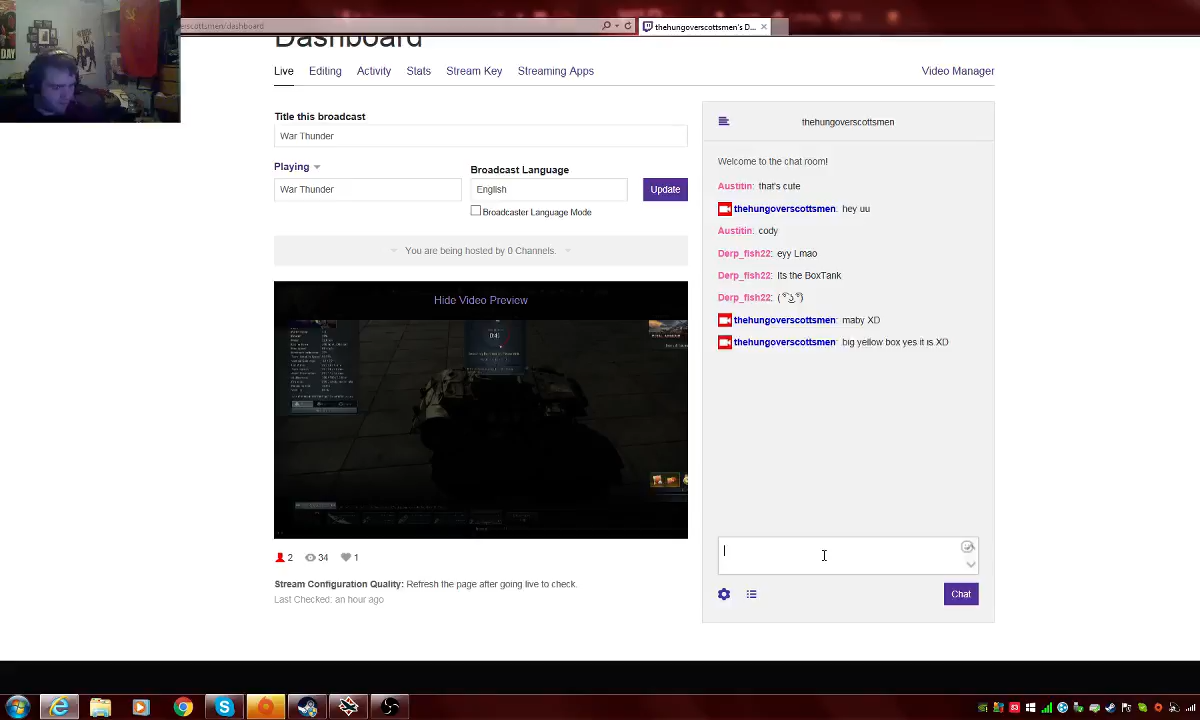 erscottsmen/dashboard
thehungoverscottsmen's D...
DAY
Dashboard
Live Editing Activity Stats Stream Key Streaming Apps Video Manager
Title this broadcast
War Thunder
Playing
Broadcast Language
War Thunder
English
Update
Broadcaster Language Mode
You are being hosted by 0 Channels.
Hide Video Preview
2 34 1
Stream Configuration Quality: Refresh the page after going live to check.
Last Checked: an hour ago
thehungoverscottsmen
Welcome to the chat room!
Austitin: that's cute
thehungoverscottsmen: hey uu
Austitin: cody
Derp_fish22: eyy Lmao
Derp_fish22: Its the BoxTank
Derp_fish22: ( ͡° ͜ʖ ͡°)
thehungoverscottsmen: maby XD
thehungoverscottsmen: big yeillow box yes it is XD
Chat